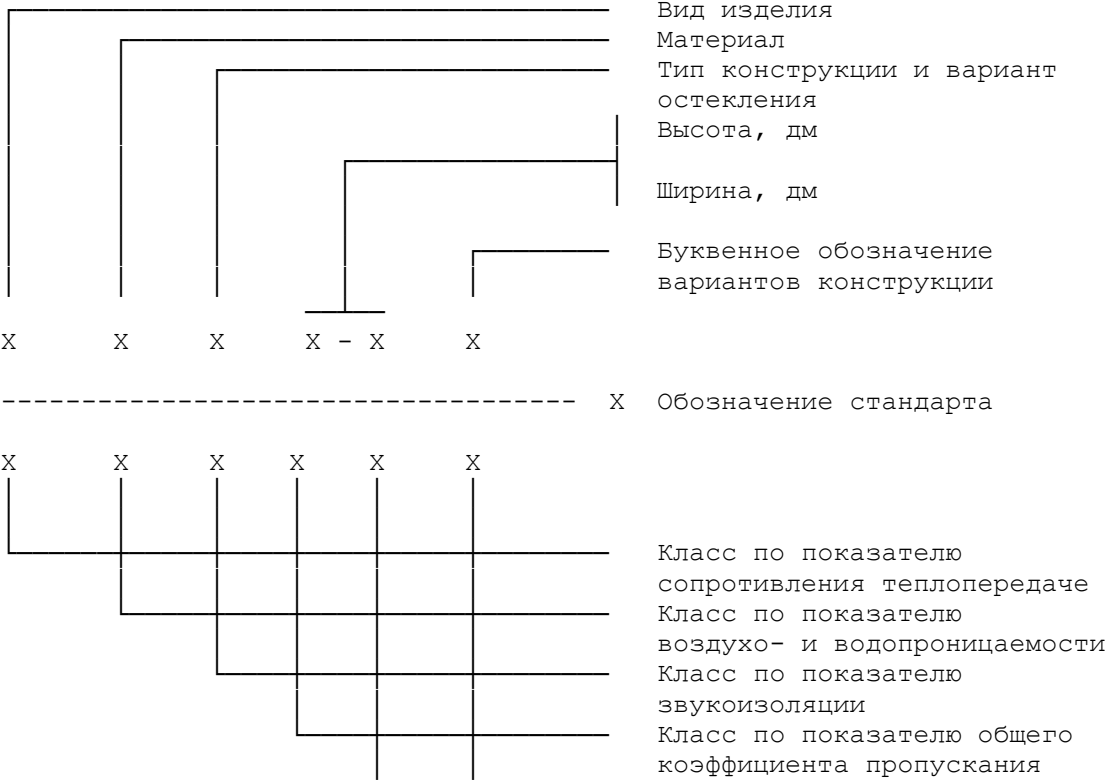 Вид изделия
Материал
Тип конструкции и вариант
остекления
Высота, дм
Ширина, дм
Буквенное обозначение
вариантов конструкции
X X X X - X X
------------------------------------ X Обозначение стандарта
X X X X X X
Класс по показателю
сопротивления теплопередаче
Класс по показателю
воздухо- и водопроницаемости
Класс по показателю
звукоизоляции
Класс по показателю общего
коэффициента пропускания